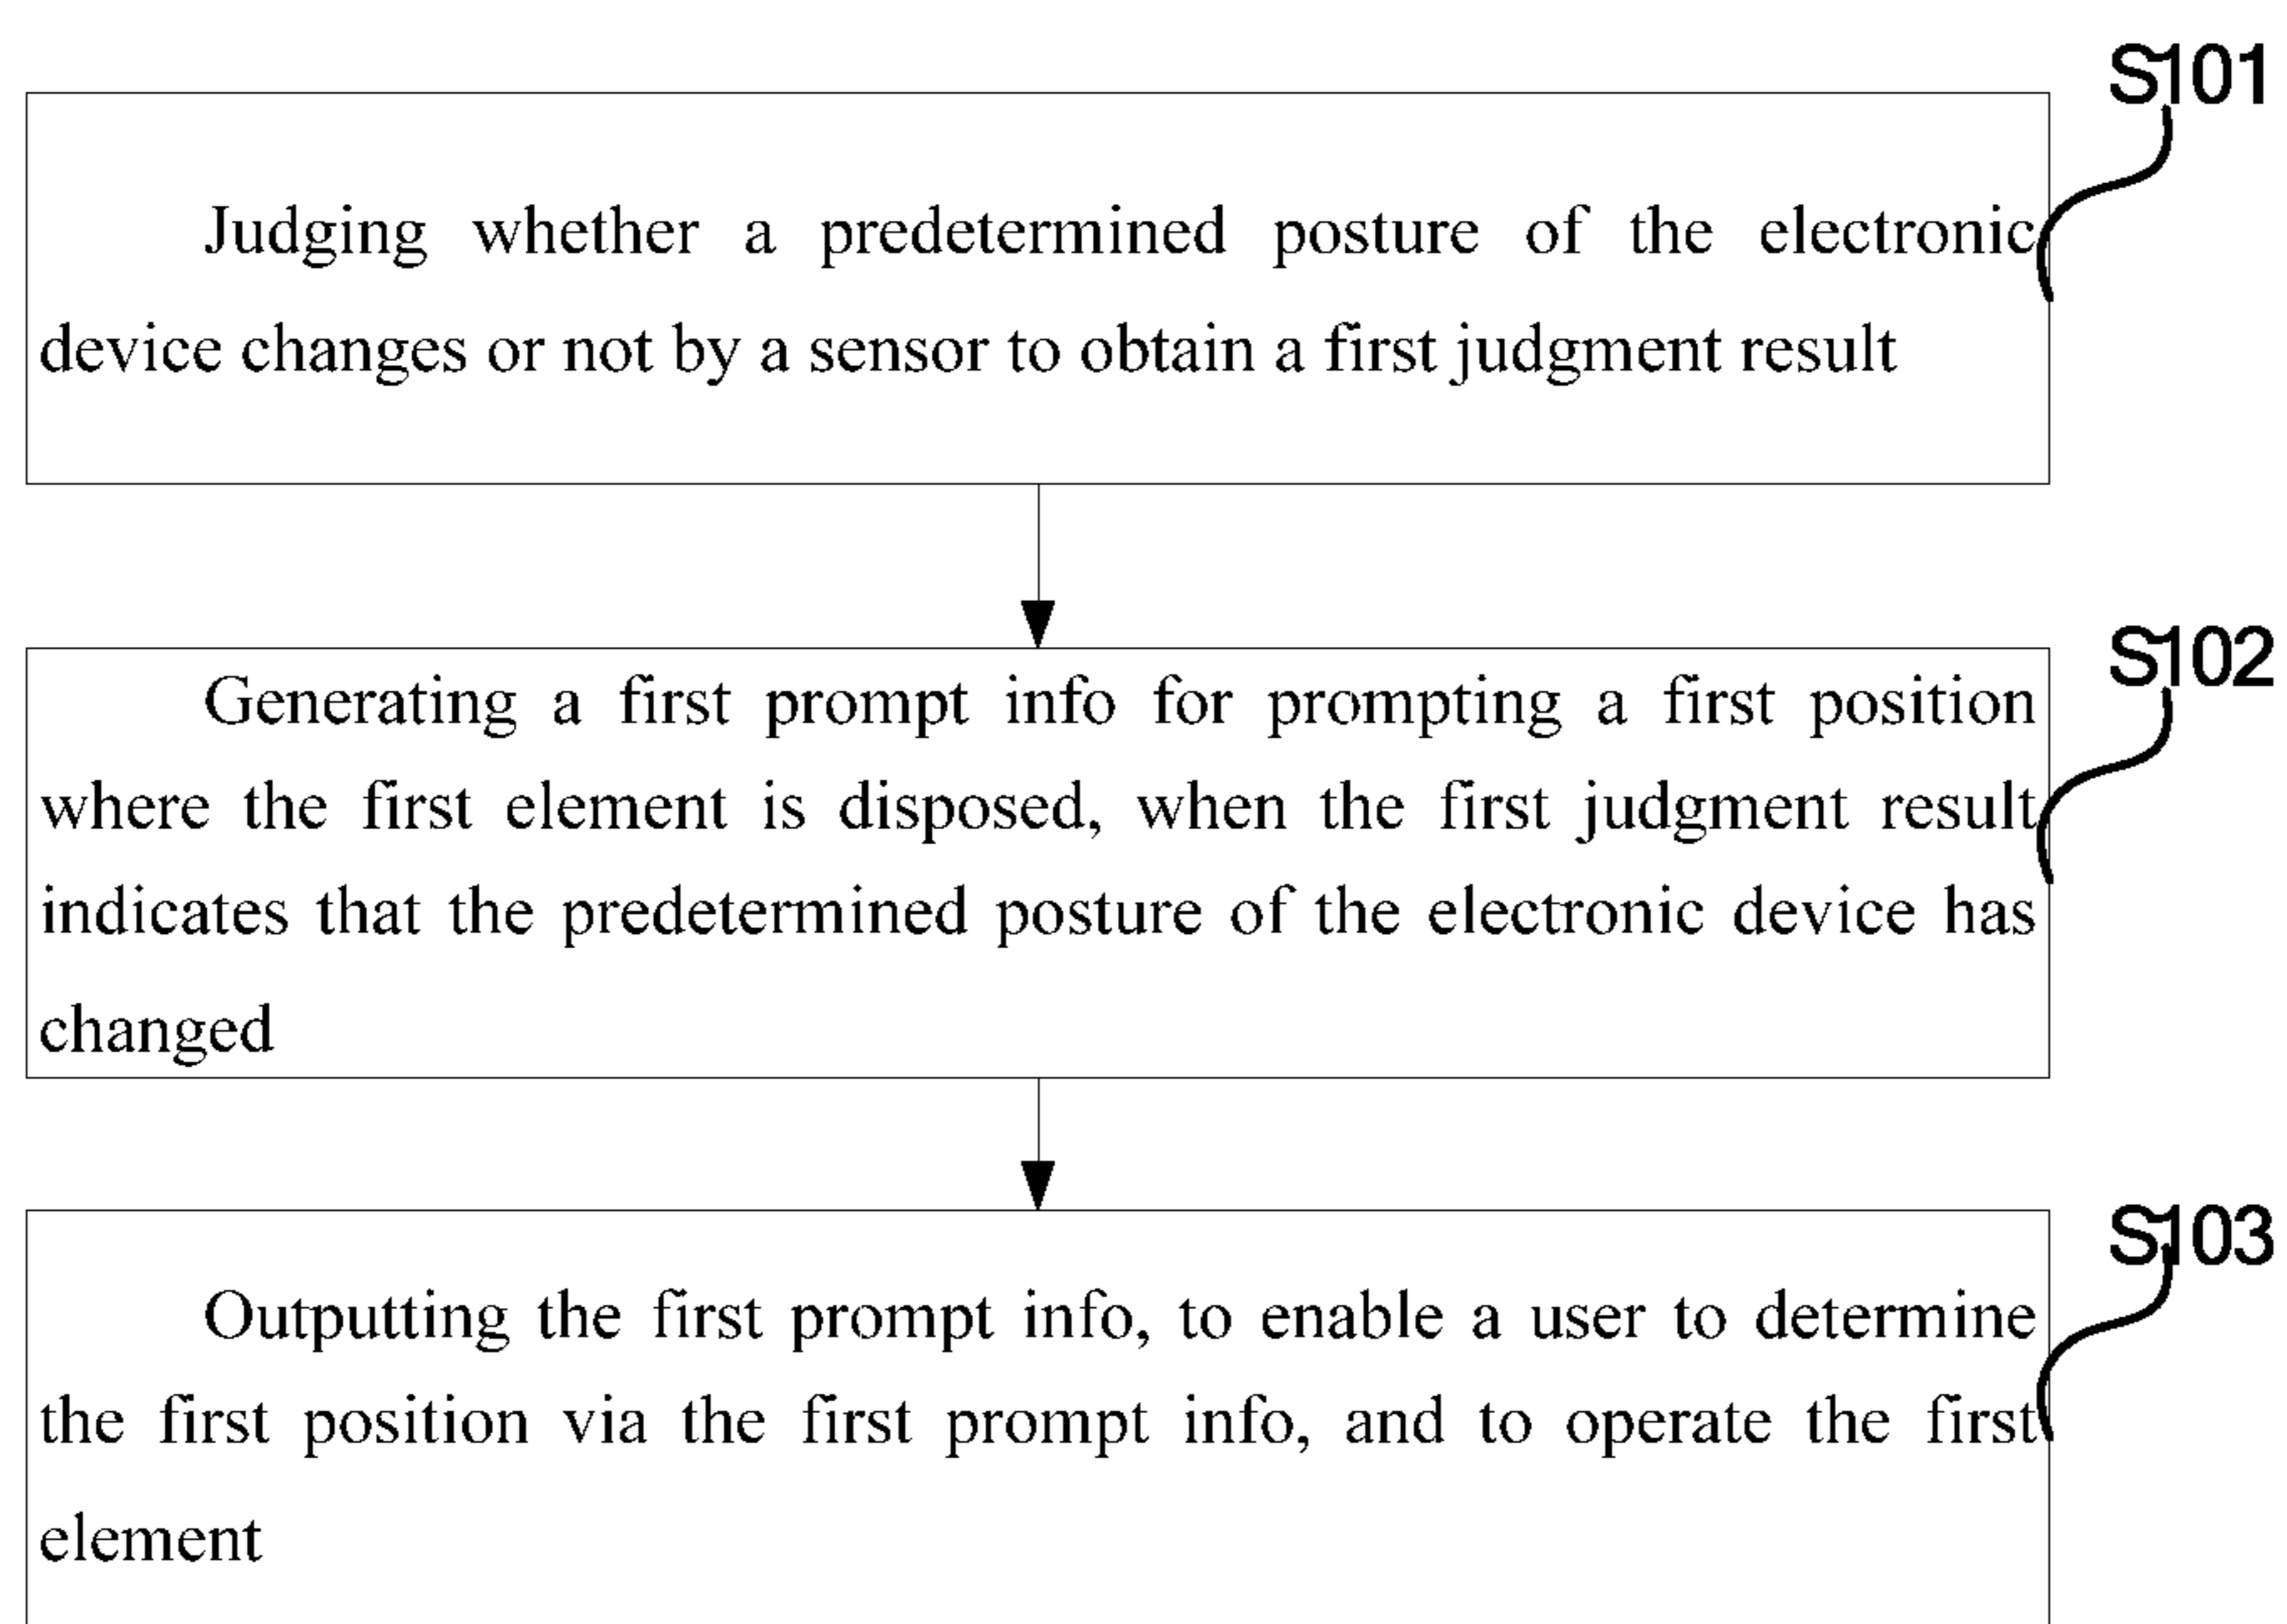 S101
Judging whether a predetermined posture of the electronic
device changes or not by a sensor to obtain a first judgment result
S102
Generating a first prompt info for prompting a first position
where the first element is disposed, when the first judgment result
indicates that the predetermined posture of the electronic device has
changed
S103
Outputting the first prompt info, to enable a user to determine
the first position via the first prompt info, and to operate the first
element